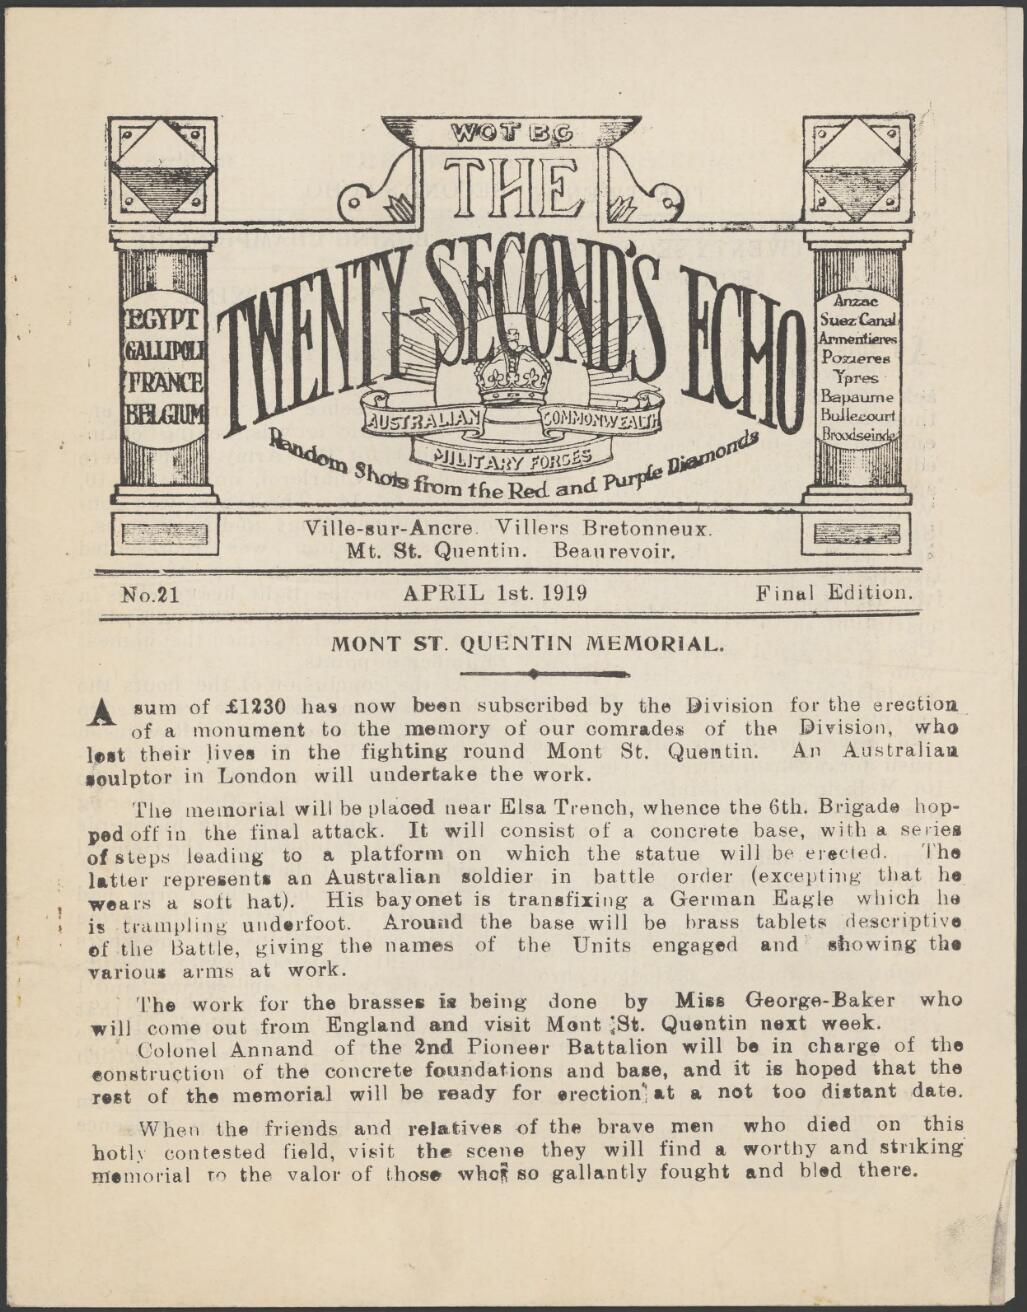 WOT BG
THE
TWENTY-SECOND'S ECHO
EGYPT
GALLIPOLI
FRANCE
BELGIUM
Anzac
Suez Canal
Armentieres
Pozieres
Ypres
Bapaume
Bullecourt
Broodseinde
AUSTRALIAN COMMONWEALTH
MILITARY FORCES
Random Shots from the Red and Purple Diamonds
Ville-sur-Ancre. Villers Bretonneux.
Mt. St. Quentin. Beaurevoir.
No.21 APRIL 1st. 1919 Final Edition.
MONT ST. QUENTIN MEMORIAL.
A sum of £1230 has now been subscribed by the Division for the erection
of a monument to the memory of our comrades of the Division, who
lost their lives in the fighting round Mont St. Quentin. An Australian
sculptor in London will undertake the work.
The memorial will be placed near Elsa Trench, whence the 6th. Brigade hop-
ped off in the final attack. It will consist of a concrete base, with a series
of steps leading to a platform on which the statue will be erected. The
latter represents an Australian soldier in battle order (excepting that he
wears a soft hat). His bayonet is transfixing a German Eagle which he
is trampling underfoot. Around the base will be brass tablets descriptive
of the Battle, giving the names of the Units engaged and showing the
various arms at work.
The work for the brasses is being done by Miss George-Baker who
will come out from England and visit Mont St. Quentin next week.
Colonel Annand of the 2nd Pioneer Battalion will be in charge of the
construction of the concrete foundations and base, and it is hoped that the
rest of the memorial will be ready for erection at a not too distant date.
When the friends and relatives of the brave men who died on this
hotly contested field, visit the scene they will find a worthy and striking
memorial to the valor of those who so gallantly fought and bled there.